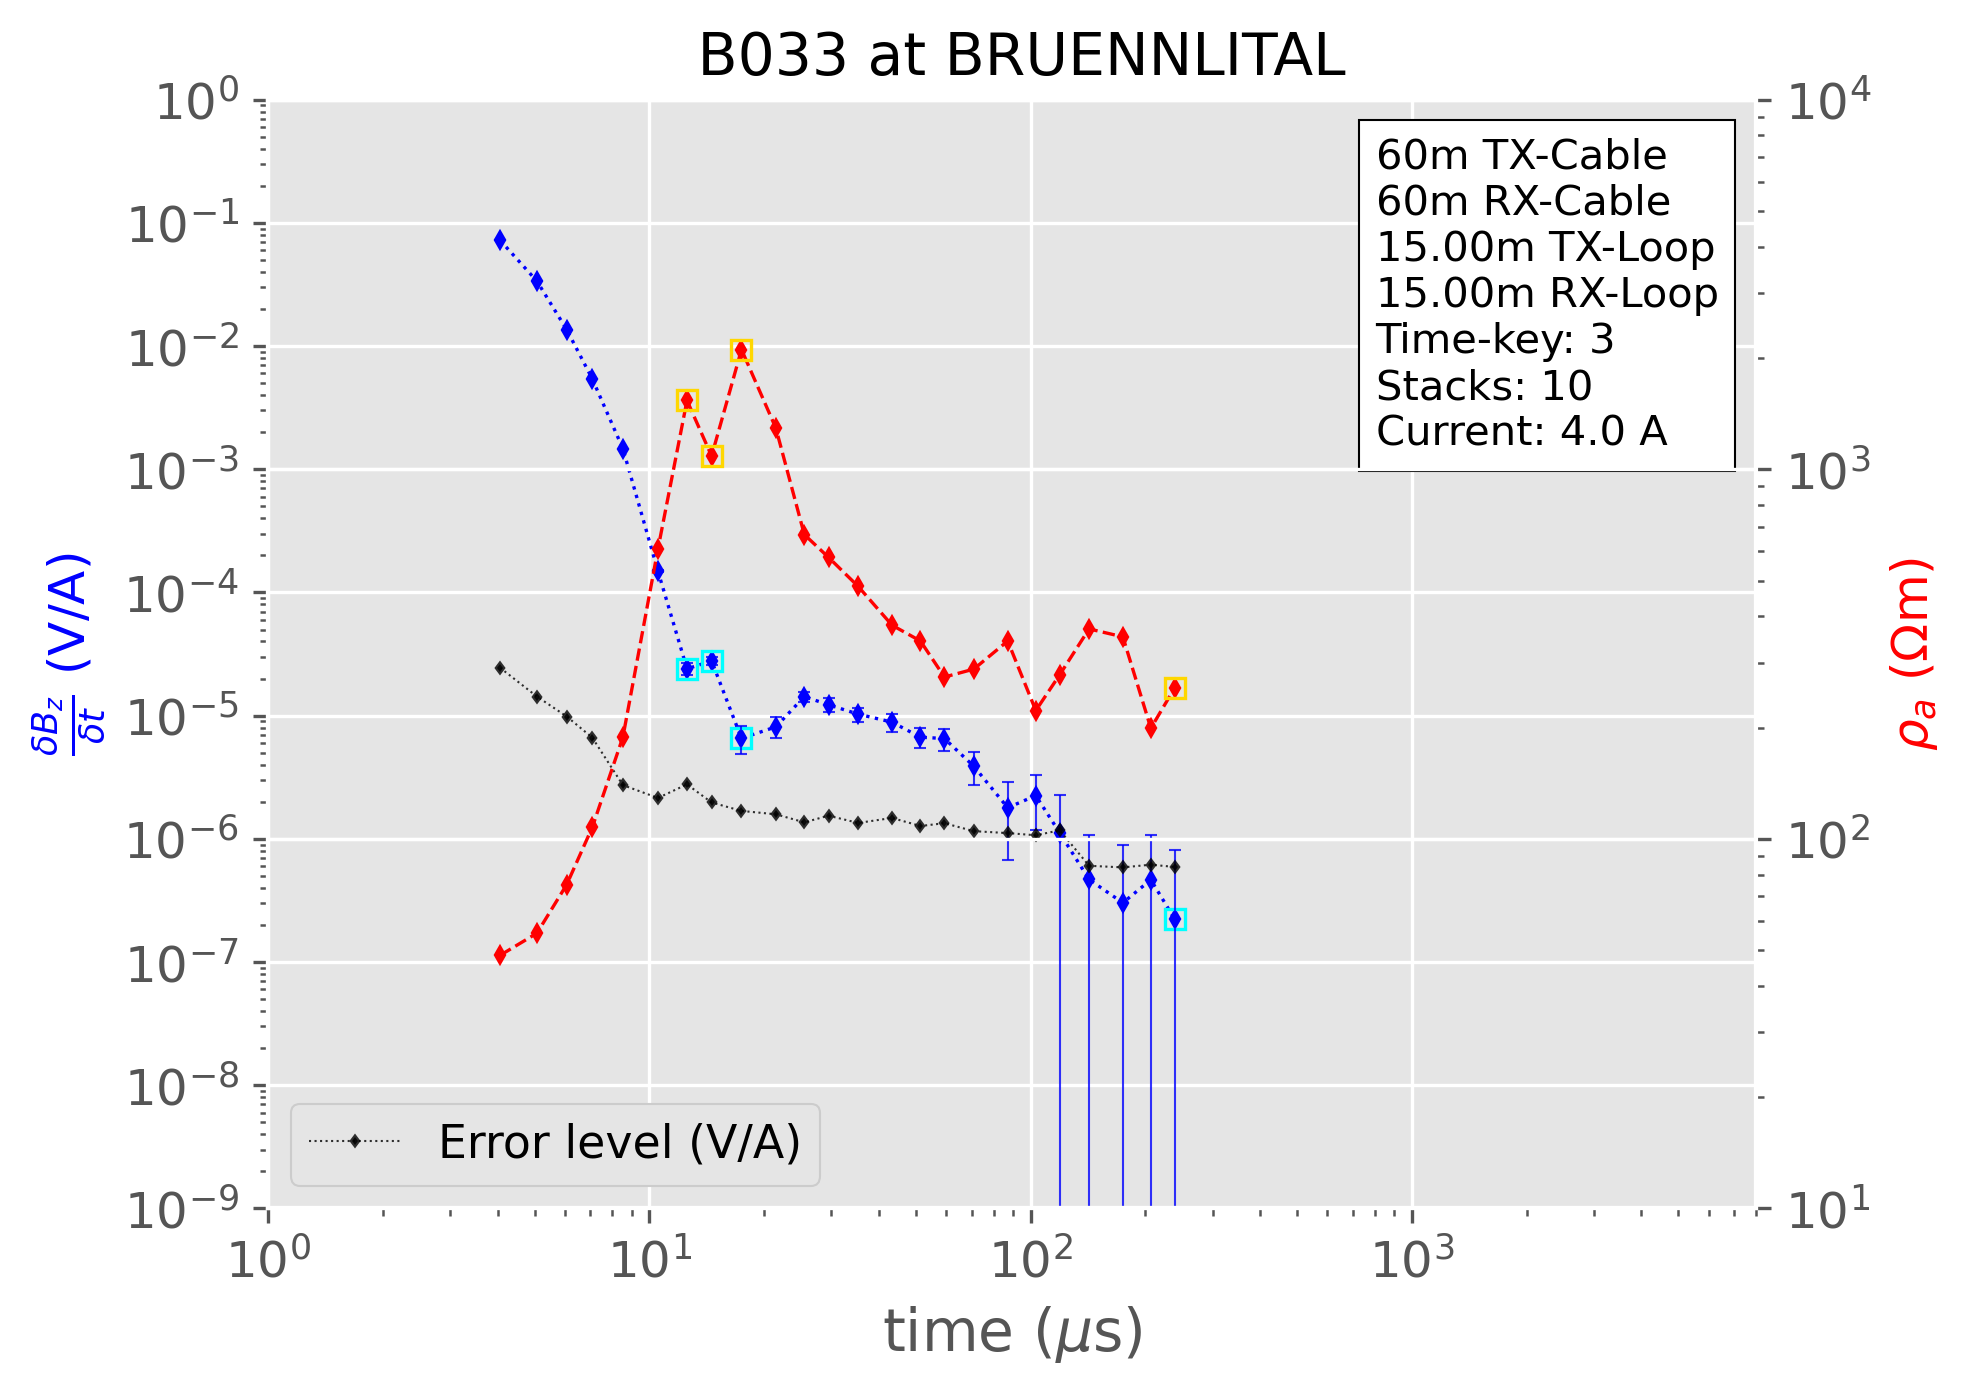 B033 at BRUENNLITAL
10⁰
10⁻¹
10⁻²
10⁻³
10⁻⁴
10⁻⁵
10⁻⁶
10⁻⁷
10⁻⁸
10⁻⁹
δB_z/δt (V/A)
60m TX-Cable
60m RX-Cable
15.00m TX-Loop
15.00m RX-Loop
Time-key: 3
Stacks: 10
Current: 4.0 A
Error level (V/A)
10⁴
10³
10²
10¹
ρₐ (Ωm)
10⁰ 10¹ 10² 10³
time (μs)